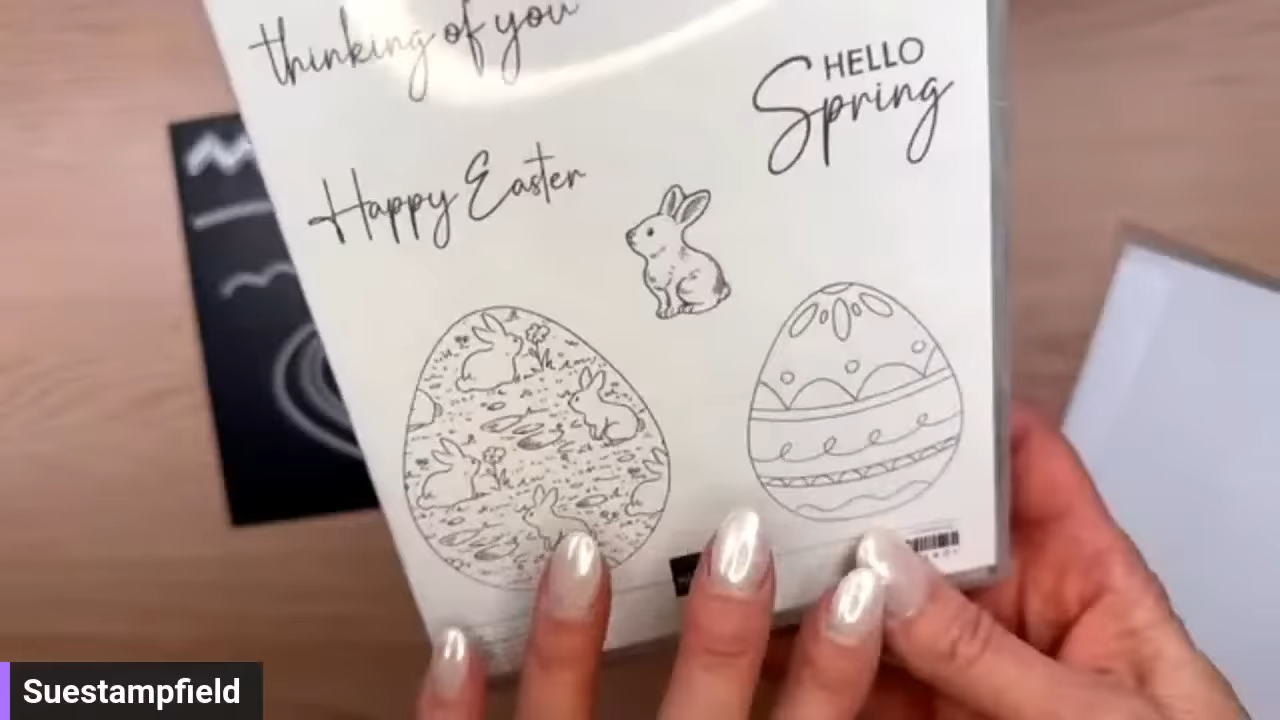 thinking of you
HELLO
Spring
Happy Easter
Suestampfield